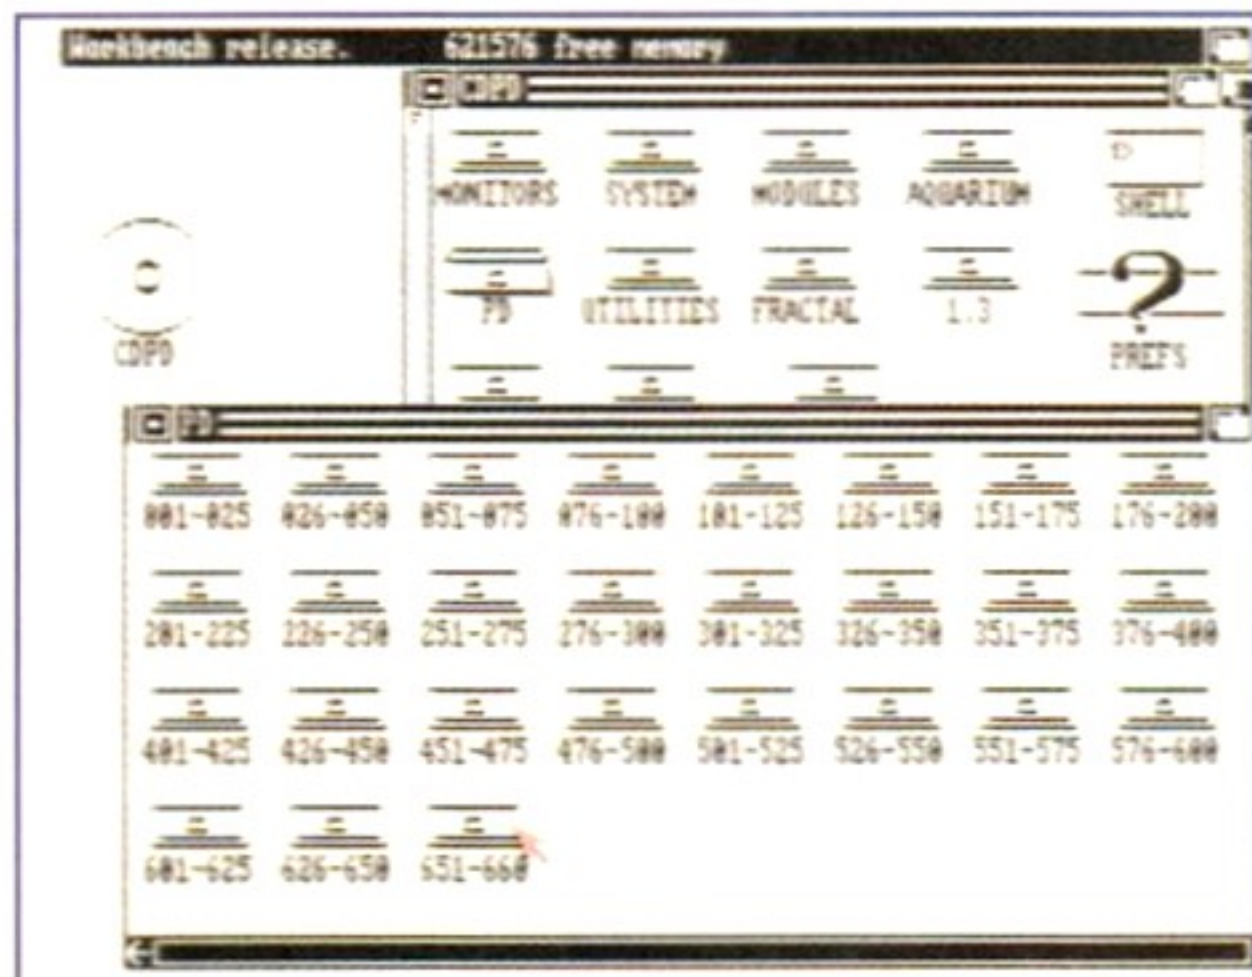 Workbench release. 621576 free memory
CDPD
MONITORS SYSTEM MODULES AQUARIUM SHELL
PD UTILITIES FRACTAL 1.3 PREFS
CDPD
PD
001-025 026-050 051-075 076-100 101-125 126-150 151-175 176-200
201-225 226-250 251-275 276-300 301-325 326-350 351-375 376-400
401-425 426-450 451-475 476-500 501-525 526-550 551-575 576-600
601-625 626-650 651-660